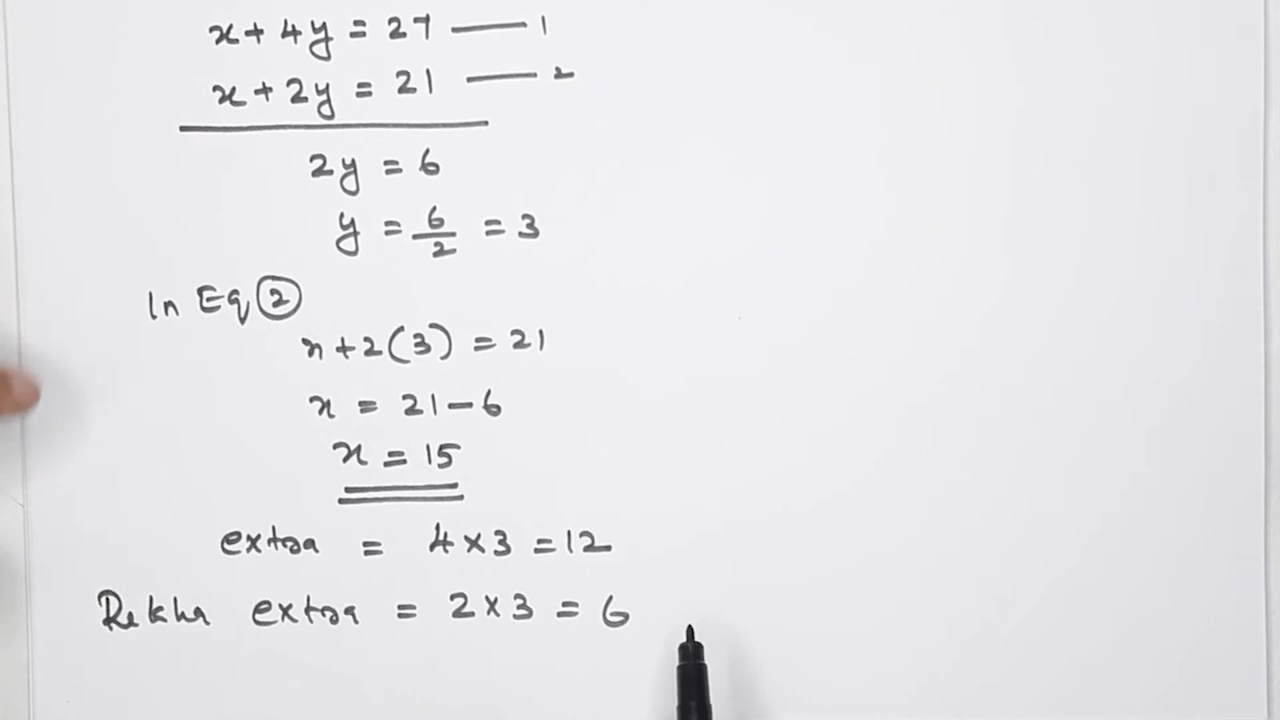 x + 4y = 27 — 1
x + 2y = 21 — 2
2y = 6
y = 6/2 = 3
In Eq ②
x + 2(3) = 21
x = 21 - 6
x = 15
extra = 4 × 3 = 12
Rekha extra = 2 × 3 = 6